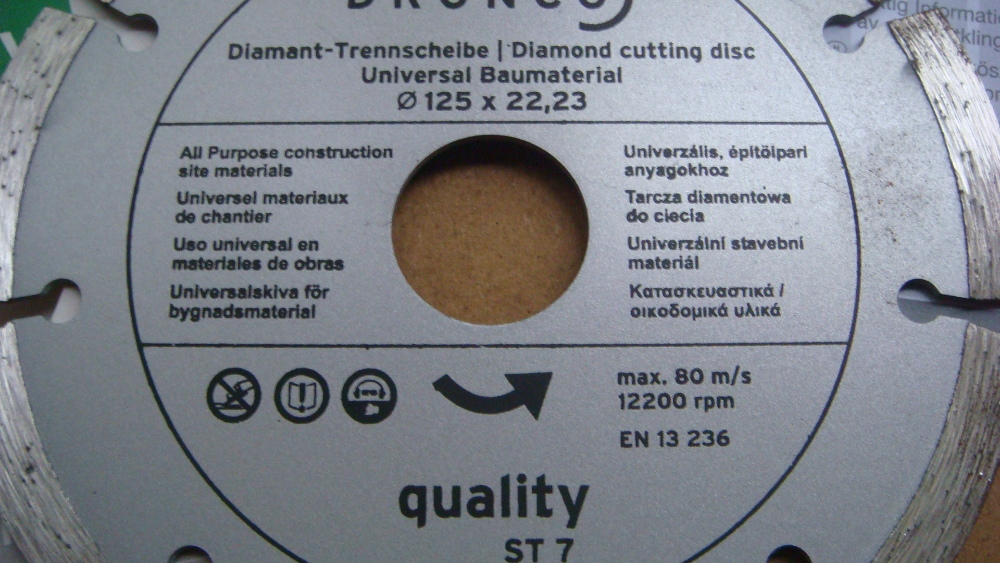 DRONCO
Diamant-Trennscheibe | Diamond cutting disc
Universal Baumaterial
Ø 125 x 22,23
All Purpose construction
site materials
Universel materiaux
de chantier
Uso universal en
materiales de obras
Universalskiva för
bygnadsmaterial
Univerzális, építöipari
anyagokhoz
Tarcza diamentowa
do ciecia
Univerzální stavební
materiál
Κατασκευαστικά /
οικοδομικά υλικά
max. 80 m/s
12200 rpm
EN 13 236
quality
ST 7